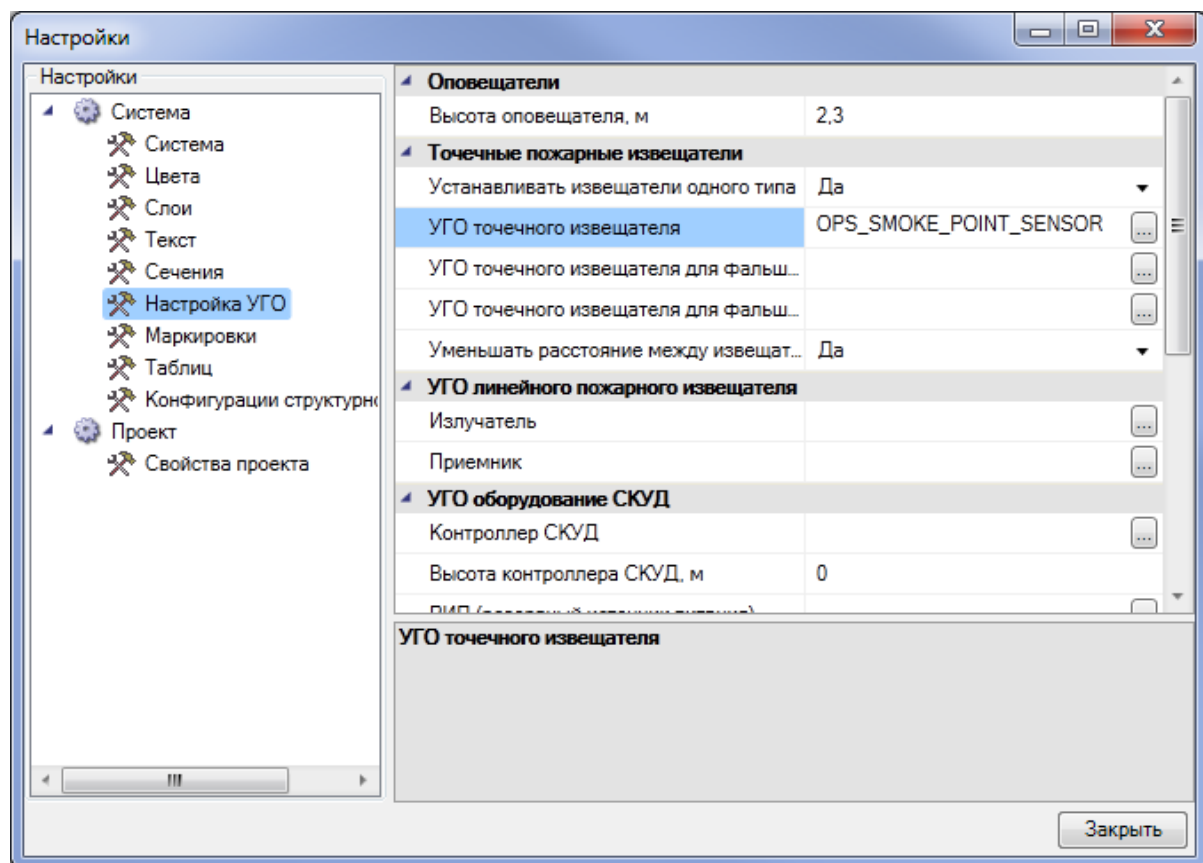 Настройки
Настройки
Система
Система
Цвета
Слои
Текст
Сечения
Настройка УГО
Маркировки
Таблиц
Конфигурации структурно
Проект
Свойства проекта
Оповещатели
Высота оповещателя, м 2,3
Точечные пожарные извещатели
Устанавливать извещатели одного типа Да
УГО точечного извещателя OPS_SMOKE_POINT_SENSOR ...
УГО точечного извещателя для фальш... ...
УГО точечного извещателя для фальш... ...
Уменьшать расстояние между извещат... Да
УГО линейного пожарного извещателя
Излучатель ...
Приемник ...
УГО оборудование СКУД
Контроллер СКУД ...
Высота контроллера СКУД, м 0
УГО точечного извещателя
Закрыть